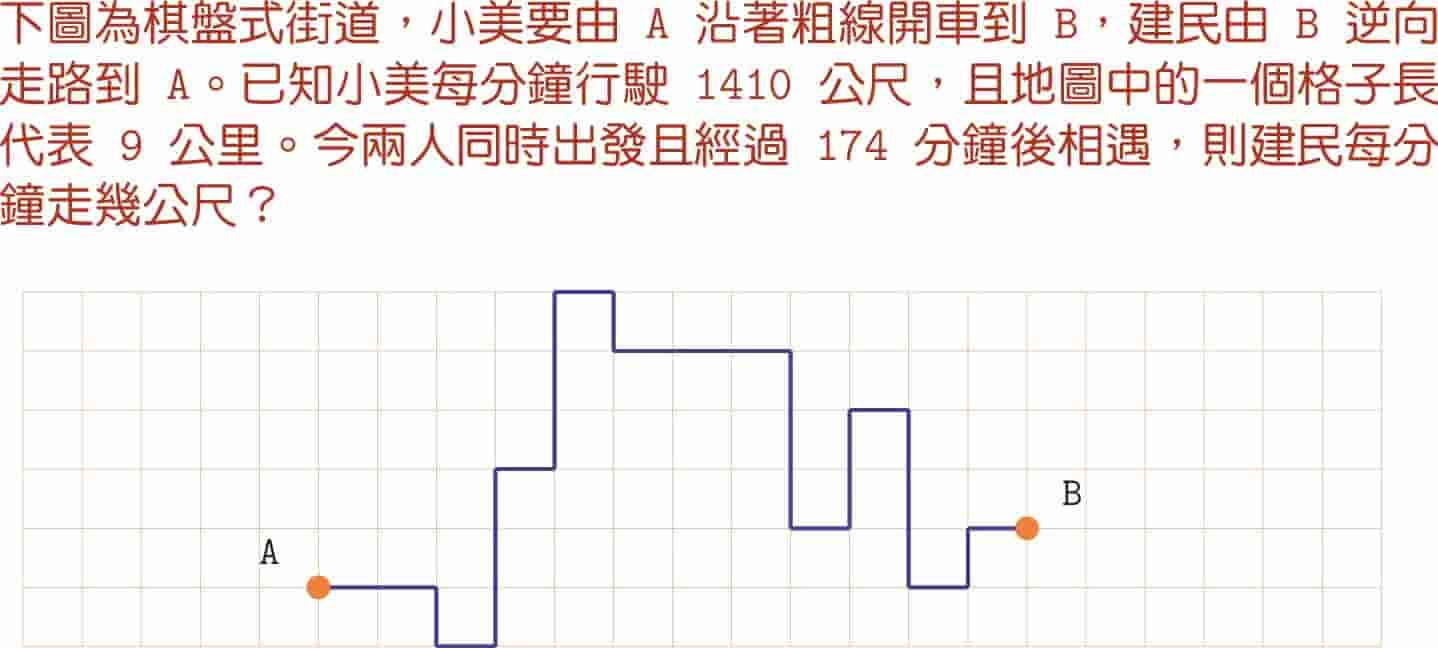 下圖為棋盤式街道，小美要由 A 沿著粗線開車到 B，建民由 B 逆向
走路到 A。已知小美每分鐘行駛 1410 公尺，且地圖中的一個格子長
代表 9 公里。今兩人同時出發且經過 174 分鐘後相遇，則建民每分
鐘走幾公尺？
B
A